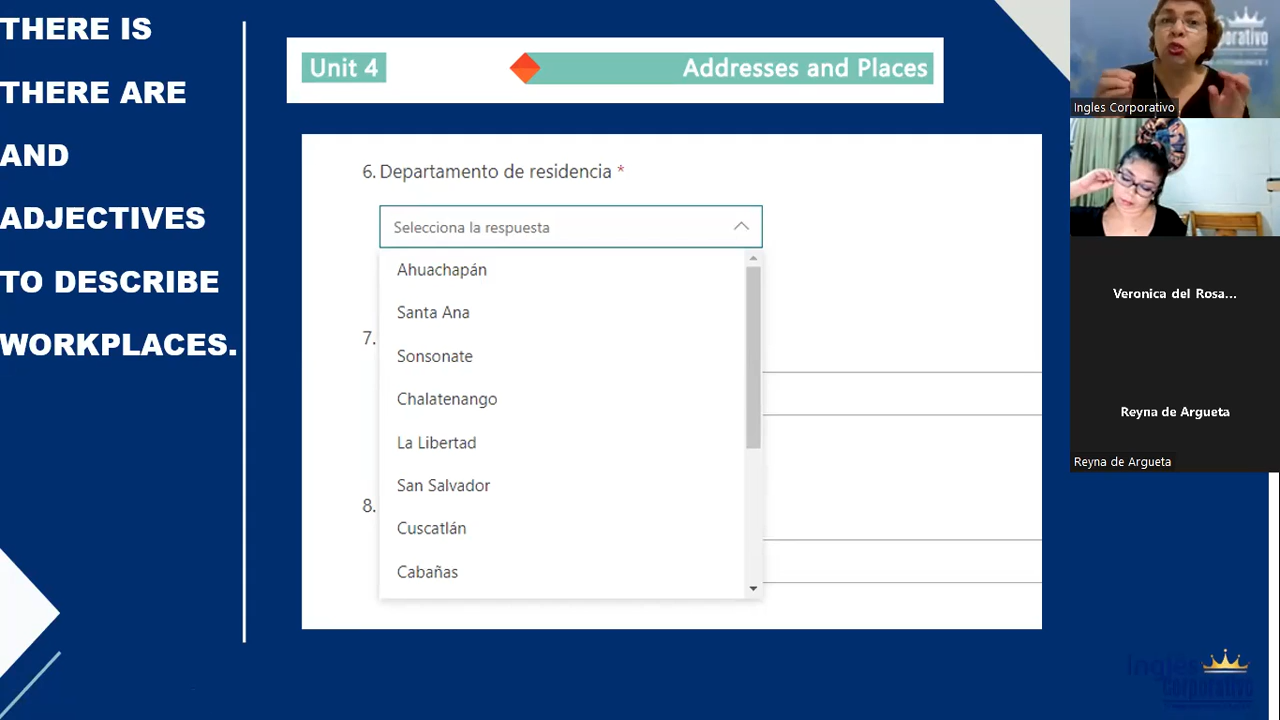 THERE IS
THERE ARE
AND
ADJECTIVES
TO DESCRIBE
WORKPLACES.
Unit 4
Addresses and Places
6. Departamento de residencia *
Selecciona la respuesta
Ahuachapán
Santa Ana
7.
Sonsonate
Chalatenango
La Libertad
San Salvador
8.
Cuscatlán
Cabañas
Ingles Corporativo
Veronica del Rosa...
Reyna de Argueta
Reyna de Argueta
Ingles
Corporativo